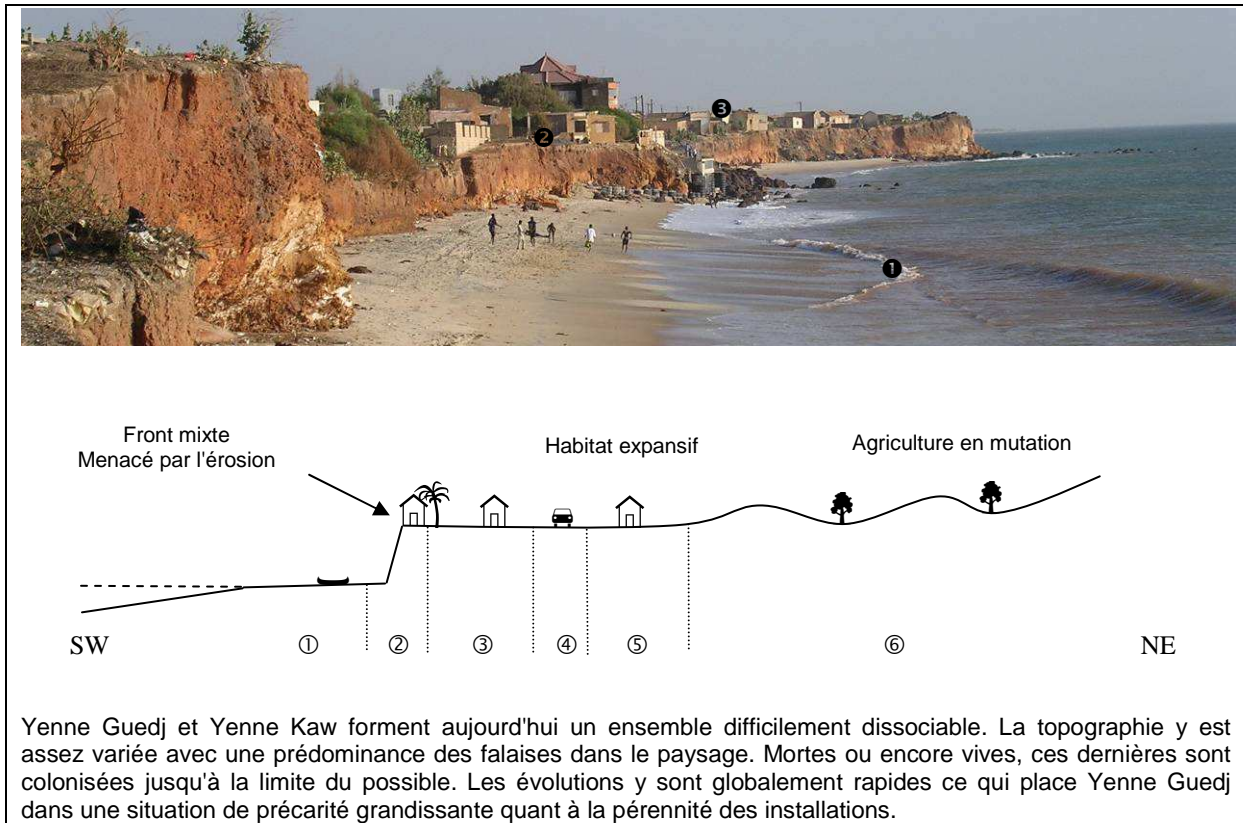 ❸
❷
❶
Front mixte
Menacé par l'érosion
Habitat expansif
Agriculture en mutation
SW ① ② ③ ④ ⑤ ⑥ NE
Yenne Guedj et Yenne Kaw forment aujourd'hui un ensemble difficilement dissociable. La topographie y est
assez variée avec une prédominance des falaises dans le paysage. Mortes ou encore vives, ces dernières sont
colonisées jusqu'à la limite du possible. Les évolutions y sont globalement rapides ce qui place Yenne Guedj
dans une situation de précarité grandissante quant à la pérennité des installations.